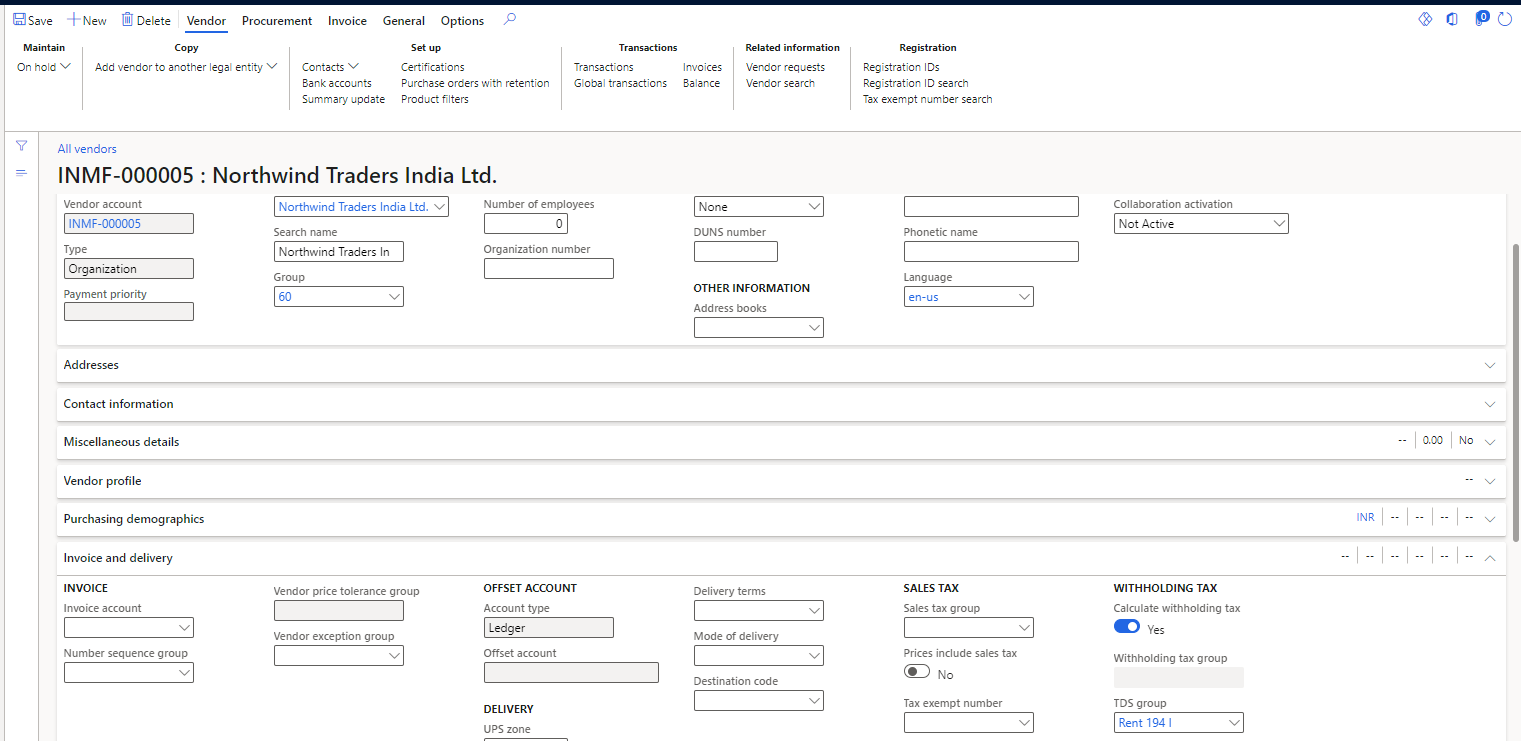 Save New Delete Vendor Procurement Invoice General Options 0
Maintain Copy Set up Transactions Related information Registration
On hold Add vendor to another legal entity Contacts Certifications Transactions Invoices Vendor requests Registration IDs
Bank accounts Purchase orders with retention Global transactions Balance Vendor search Registration ID search
Summary update Product filters Tax exempt number search
All vendors
INMF-000005 : Northwind Traders India Ltd.
Vendor account Northwind Traders India Ltd. Number of employees None Collaboration activation
INMF-000005 0 Not Active
Search name DUNS number Phonetic name
Type Northwind Traders In Organization number
Organization Group OTHER INFORMATION Language
Payment priority 60 en-us
Address books
Addresses
Contact information
Miscellaneous details -- 0.00 No
Vendor profile --
Purchasing demographics INR -- -- -- --
Invoice and delivery -- -- -- -- -- --
INVOICE Vendor price tolerance group OFFSET ACCOUNT Delivery terms SALES TAX WITHHOLDING TAX
Invoice account Account type Sales tax group Calculate withholding tax
Ledger Yes
Vendor exception group Mode of delivery
Number sequence group Offset account Prices include sales tax Withholding tax group
No
Destination code
DELIVERY Tax exempt number TDS group
UPS zone Rent 194 I